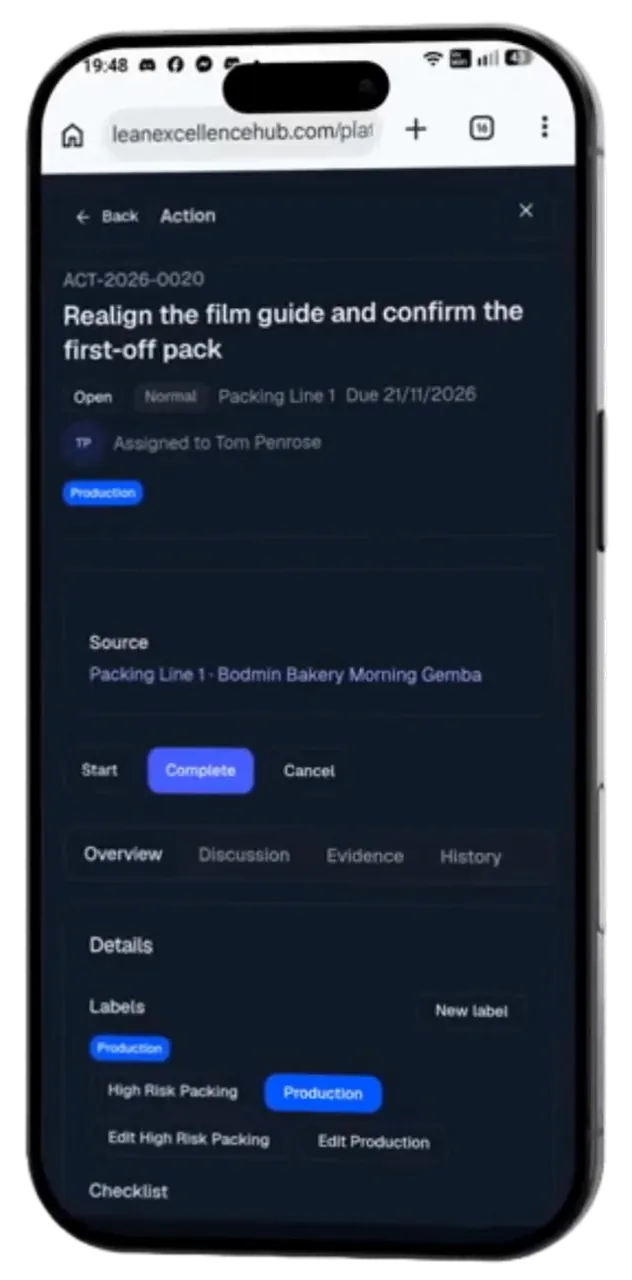 19:48
43
leanexcellencehub.com/plat
16
Back Action
ACT-2026-0020
Realign the film guide and confirm the
first-off pack
Open Normal Packing Line 1 Due 21/11/2026
TP Assigned to Tom Penrose
Production
Source
Packing Line 1 · Bodmin Bakery Morning Gemba
Start Complete Cancel
Overview Discussion Evidence History
Details
Labels New label
Production
High Risk Packing Production
Edit High Risk Packing Edit Production
Checklist